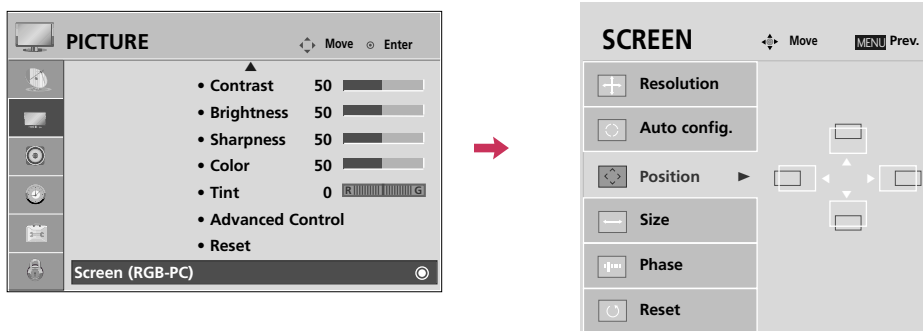 PICTURE
Move Enter
• Contrast 50
• Brightness 50
• Sharpness 50
• Color 50
• Tint 0 R G
• Advanced Control
• Reset
Screen (RGB-PC)
SCREEN
Move MENU Prev.
Resolution
Auto config.
Position
Size
Phase
Reset